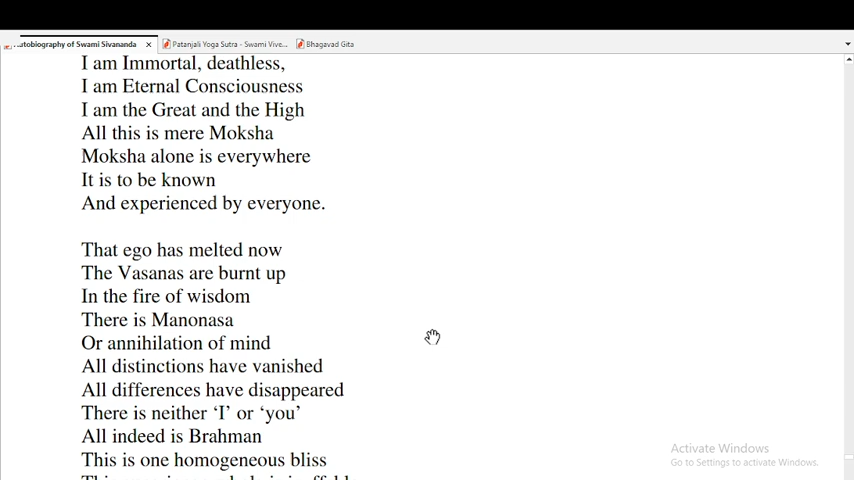 Autobiography of Swami Sivananda
Patanjali Yoga Sutra - Swami Vive...
Bhagavad Gita
I am Immortal, deathless,
I am Eternal Consciousness
I am the Great and the High
All this is mere Moksha
Moksha alone is everywhere
It is to be known
And experienced by everyone.
That ego has melted now
The Vasanas are burnt up
In the fire of wisdom
There is Manonasa
Or annihilation of mind
All distinctions have vanished
All differences have disappeared
There is neither ‘I’ or ‘you’
All indeed is Brahman
This is one homogeneous bliss
Activate Windows
Go to Settings to activate Windows.